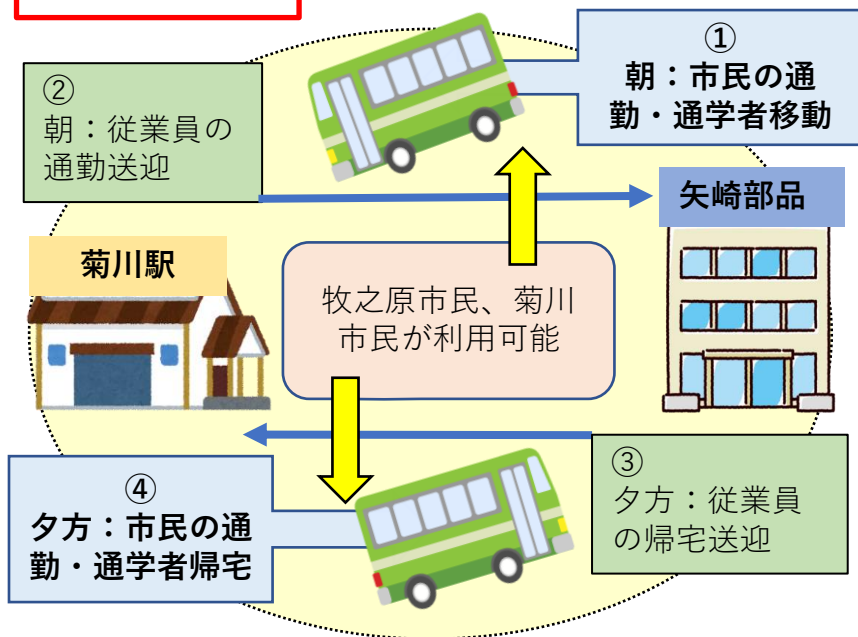 ①
朝：市民の通
勤・通学者移動
②
朝：従業員の
通勤送迎
矢崎部品
菊川駅
牧之原市民、菊川
市民が利用可能
③
夕方：従業員
の帰宅送迎
④
夕方：市民の通
勤・通学者帰宅